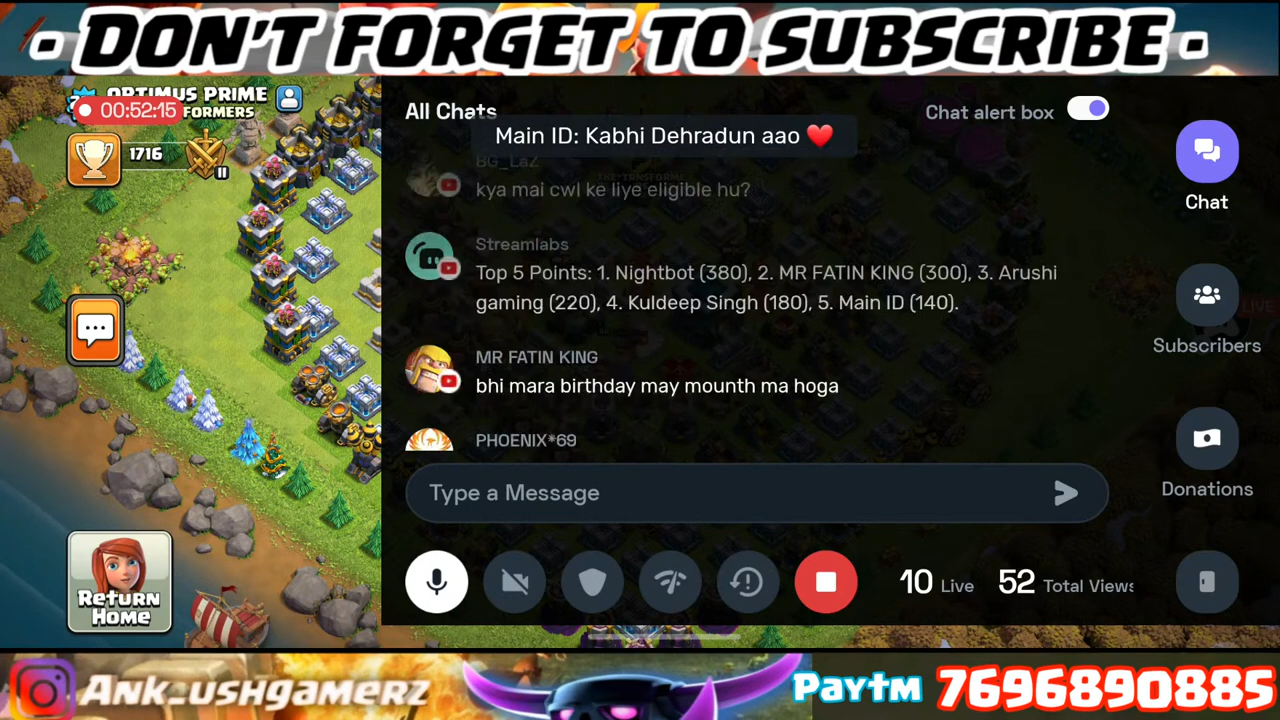 - DON'T FORGET TO SUBSCRIBE -
OPTIMUS PRIME
00:52:15
FORMERS
1716
II
Return
Home
All Chats
Chat alert box
Main ID: Kabhi Dehradun aao ❤️
BG_LaZ
kya mai cwl ke liye eligible hu?
Streamlabs
Top 5 Points: 1. Nightbot (380), 2. MR FATIN KING (300), 3. Arushi
gaming (220), 4. Kuldeep Singh (180), 5. Main ID (140).
MR FATIN KING
bhi mara birthday may mounth ma hoga
PHOENIX*69
Type a Message
10 Live
52 Total Views
Chat
Subscribers
Donations
Ank_ushgamerz
Paytm 7696890885